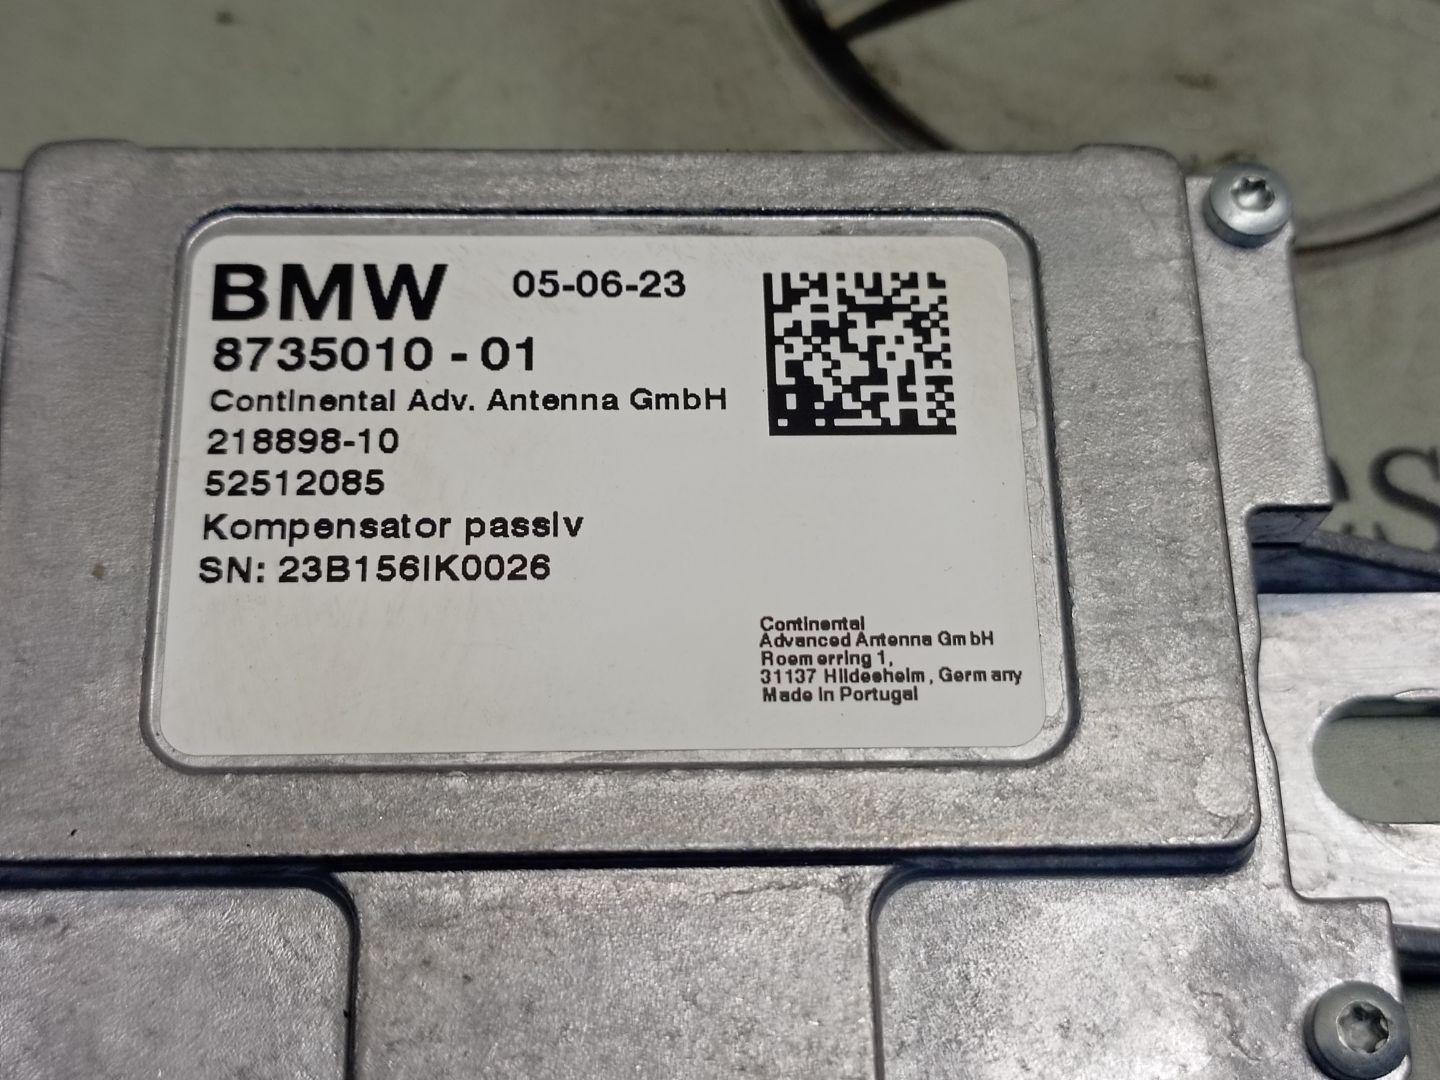 BMW 05-06-23
8735010 - 01
Continental Adv. Antenna GmbH
218898-10
52512085
Kompensator passiv
SN: 23B156IK0026
Continental
Advanced Antenna GmbH
Roemerring 1,
31137 Hildesheim, Germany
Made in Portugal